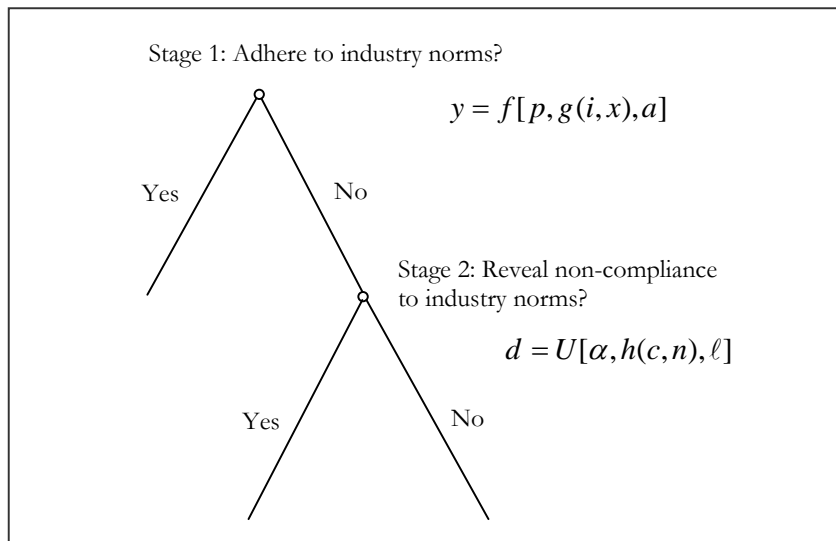 Stage 1: Adhere to industry norms?
y = f[p, g(i, x), a]
Yes
No
Stage 2: Reveal non-compliance
to industry norms?
d = U[α, h(c, n), ℓ]
Yes
No